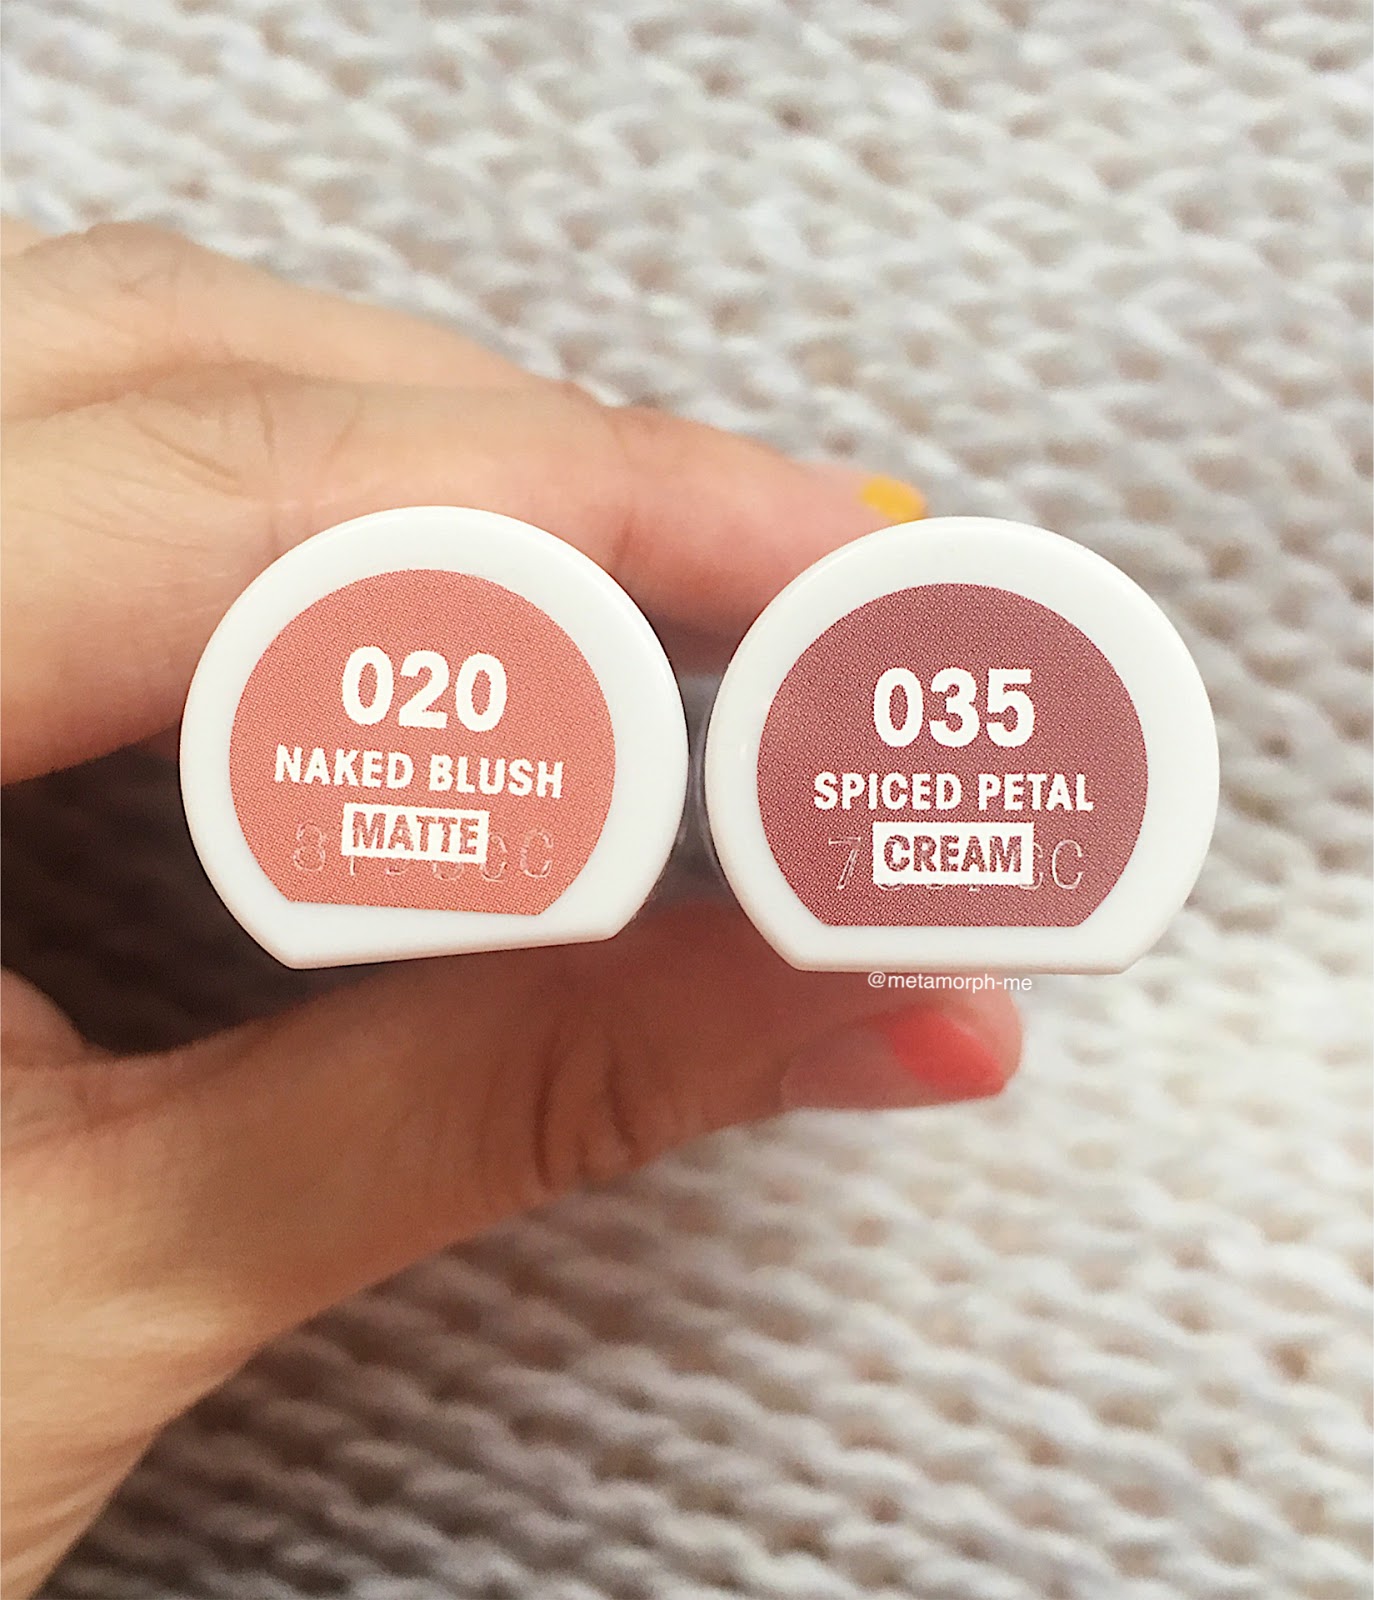 020
NAKED BLUSH
MATTE
035
SPICED PETAL
CREAM
@metamorph-me